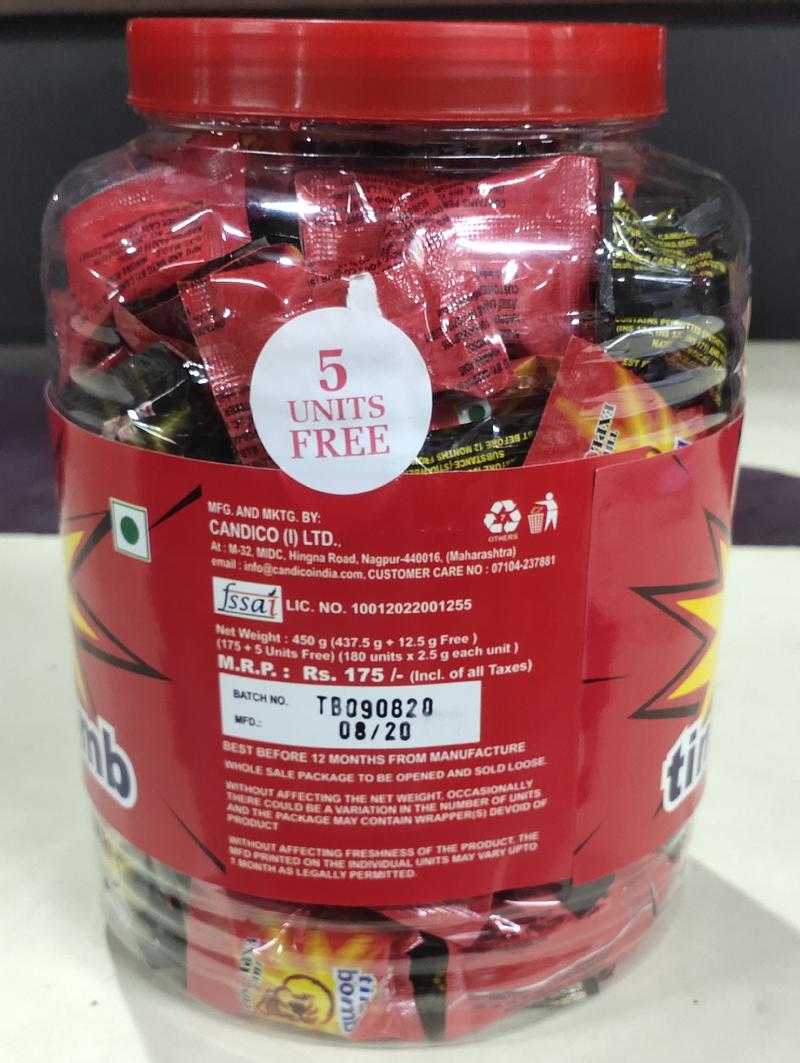 5
UNITS
FREE
MFG. AND MKTG. BY:
CANDICO (I) LTD.,
At : M-32, MIDC, Hingna Road, Nagpur-440016, (Maharashtra)
email : info@candicoindia.com, CUSTOMER CARE NO : 07104-237881
7
OTHERS
fssai LIC. NO. 10012022001255
Net Weight : 450 g (437.5 g + 12.5 g Free )
(175 + 5 Units Free) (180 units x 2.5 g each unit )
M.R.P. : Rs. 175 /- (Incl. of all Taxes)
BATCH NO. TB090820
MFD.: 08/20
BEST BEFORE 12 MONTHS FROM MANUFACTURE
WHOLE SALE PACKAGE TO BE OPENED AND SOLD LOOSE.
WITHOUT AFFECTING THE NET WEIGHT, OCCASIONALLY
THERE COULD BE A VARIATION IN THE NUMBER OF UNITS
AND THE PACKAGE MAY CONTAIN WRAPPER(S) DEVOID OF
PRODUCT
WITHOUT AFFECTING FRESHNESS OF THE PRODUCT, THE
MFD PRINTED ON THE INDIVIDUAL UNITS MAY VARY UPTO
1 MONTH AS LEGALLY PERMITTED.
mb
tim
bomb